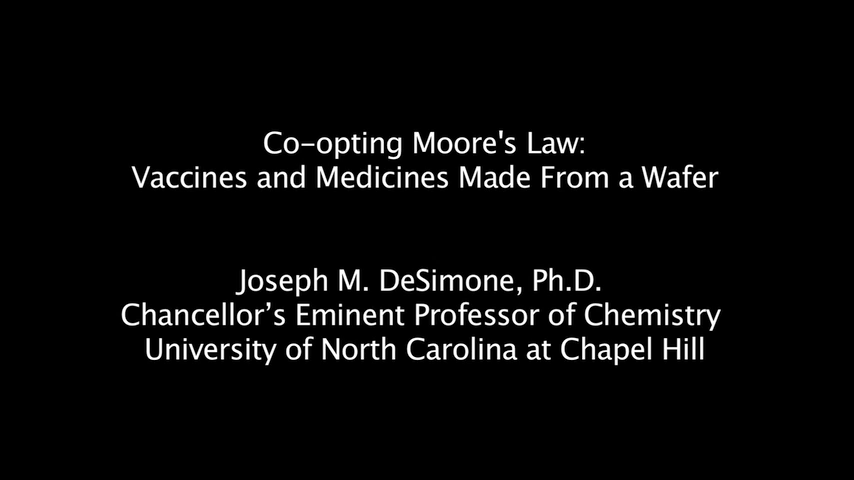 Co-opting Moore's Law:
Vaccines and Medicines Made From a Wafer
Joseph M. DeSimone, Ph.D.
Chancellor’s Eminent Professor of Chemistry
University of North Carolina at Chapel Hill